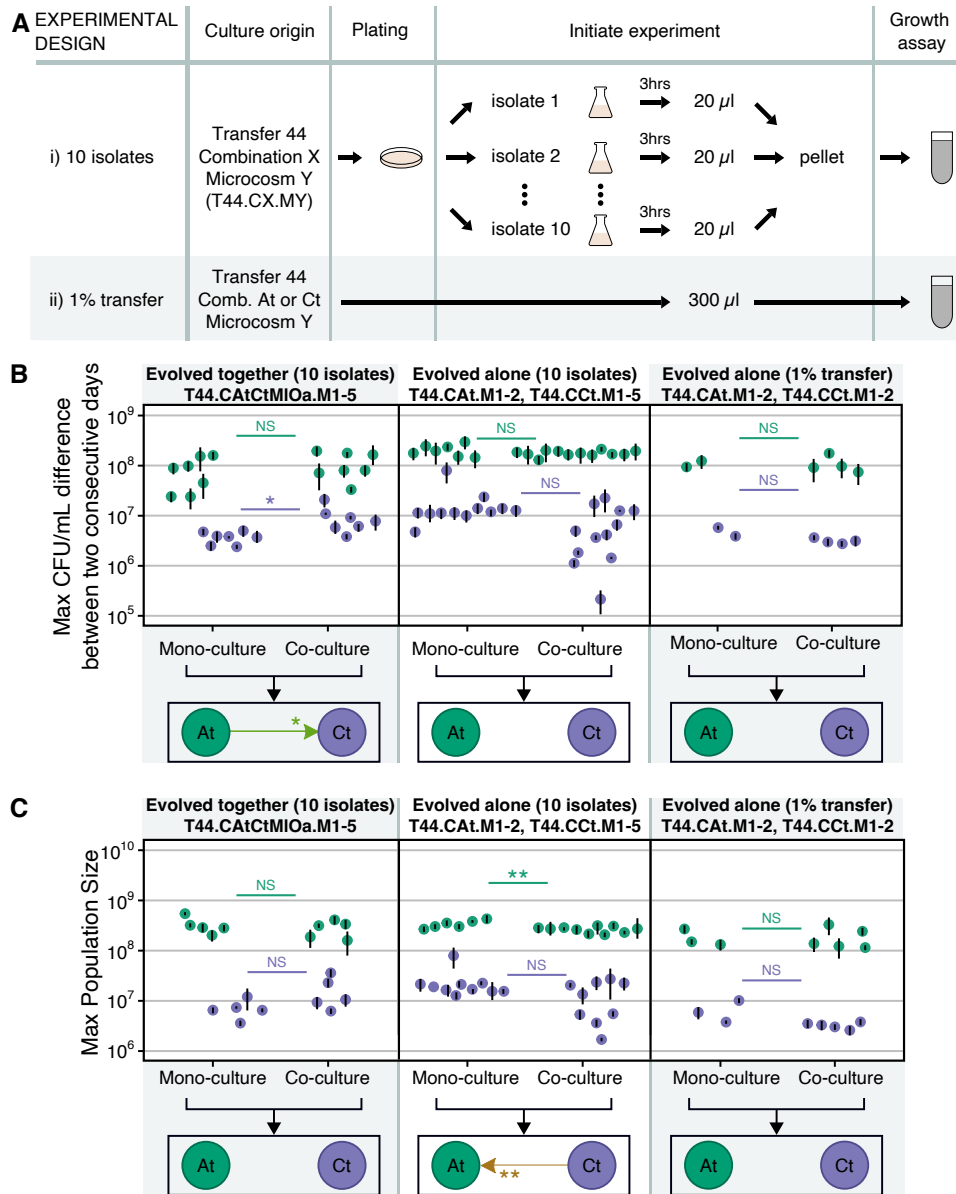 A
EXPERIMENTAL
DESIGN
Culture origin
Plating
Initiate experiment
Growth
assay
i) 10 isolates
Transfer 44
Combination X
Microcosm Y
(T44.CX.MY)
isolate 1
3hrs
20 µl
isolate 2
3hrs
20 µl
pellet
isolate 10
3hrs
20 µl
ii) 1% transfer
Transfer 44
Comb. At or Ct
Microcosm Y
300 µl
B
Evolved together (10 isolates)
T44.CAtCtMlOa.M1-5
Evolved alone (10 isolates)
T44.CAt.M1-2, T44.CCt.M1-5
Evolved alone (1% transfer)
T44.CAt.M1-2, T44.CCt.M1-2
Max CFU/mL difference
between two consecutive days
10⁹
10⁸
10⁷
10⁶
10⁵
NS
*
NS
NS
NS
NS
Mono-culture Co-culture
Mono-culture Co-culture
Mono-culture Co-culture
At * Ct
At Ct
At Ct
C
Evolved together (10 isolates)
T44.CAtCtMlOa.M1-5
Evolved alone (10 isolates)
T44.CAt.M1-2, T44.CCt.M1-5
Evolved alone (1% transfer)
T44.CAt.M1-2, T44.CCt.M1-2
Max Population Size
10¹⁰
10⁹
10⁸
10⁷
10⁶
NS
NS
**
NS
NS
NS
Mono-culture Co-culture
Mono-culture Co-culture
Mono-culture Co-culture
At Ct
At ** Ct
At Ct